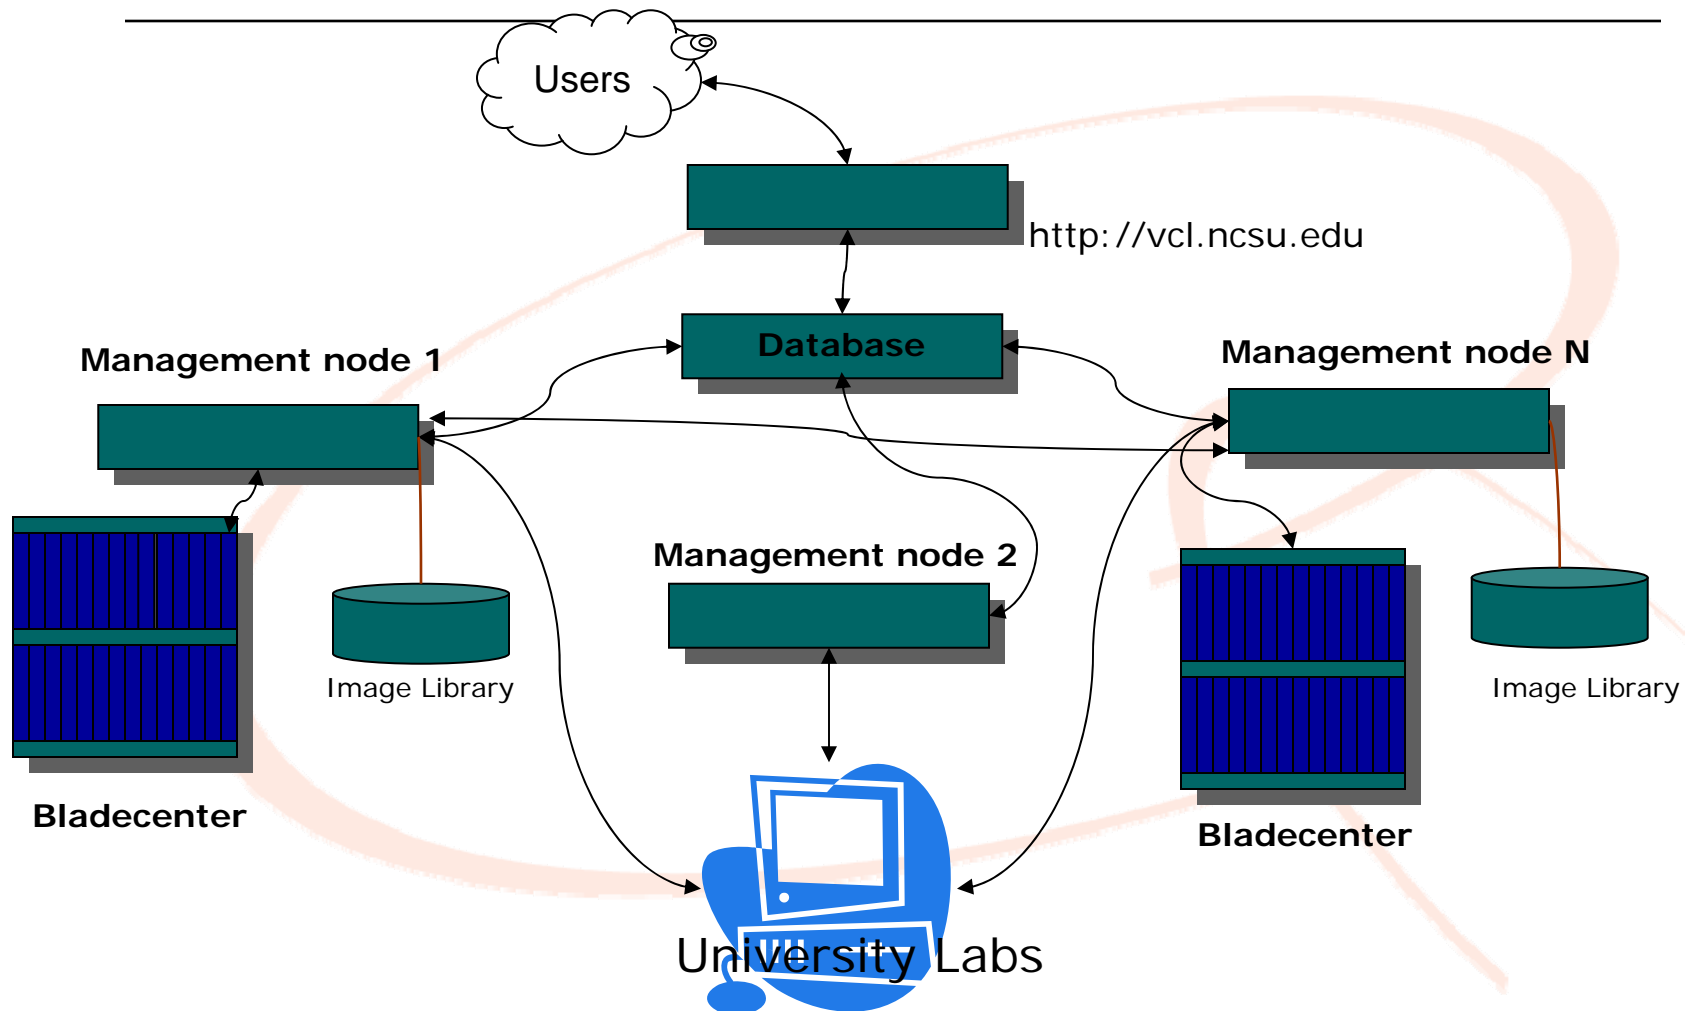 Users
http://vcl.ncsu.edu
Database
Management node 1
Management node N
Management node 2
Image Library
Image Library
Bladecenter
Bladecenter
University Labs